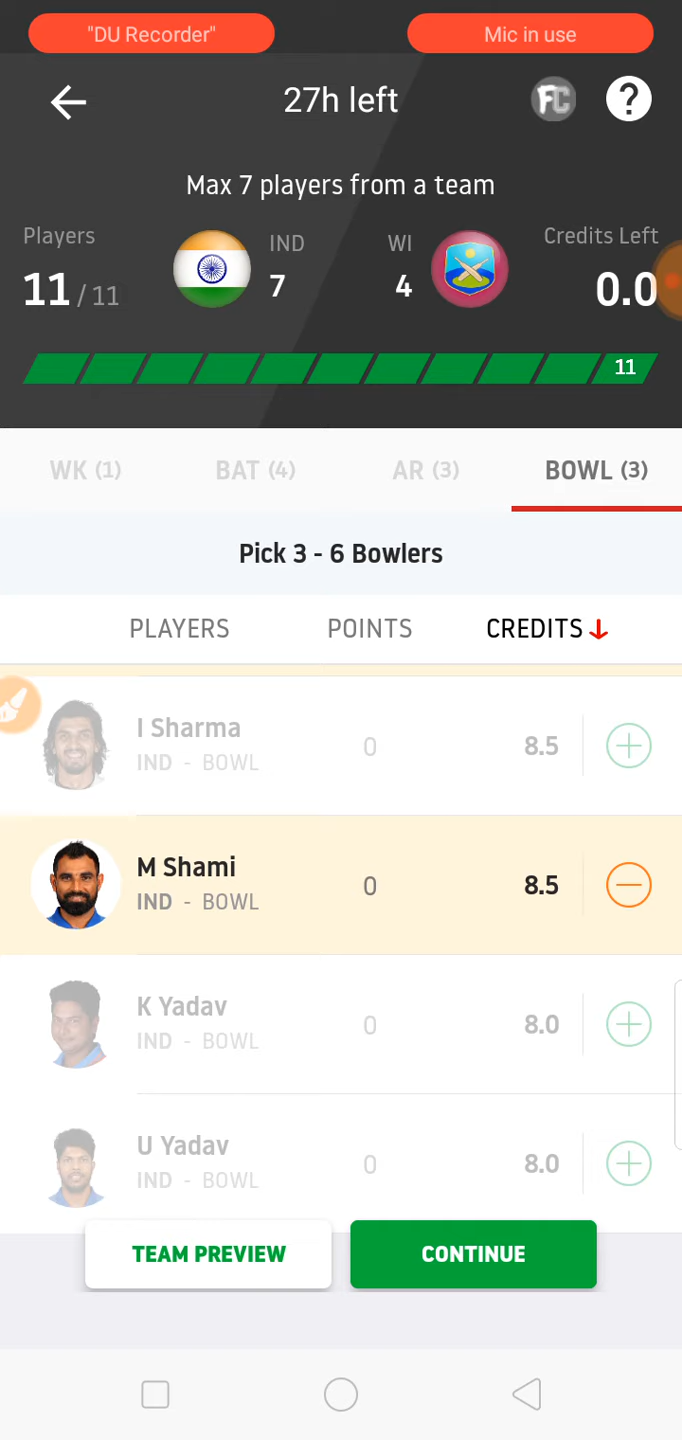 "DU Recorder" Mic in use
27h left FC ?
Max 7 players from a team
Players IND WI Credits Left
11 / 11 7 4 0.0
11
WK (1) BAT (4) AR (3) BOWL (3)
Pick 3 - 6 Bowlers
PLAYERS POINTS CREDITS
I Sharma
IND - BOWL 0 8.5
M Shami
IND - BOWL 0 8.5
K Yadav
IND - BOWL 0 8.0
U Yadav
IND - BOWL 0 8.0
TEAM PREVIEW CONTINUE